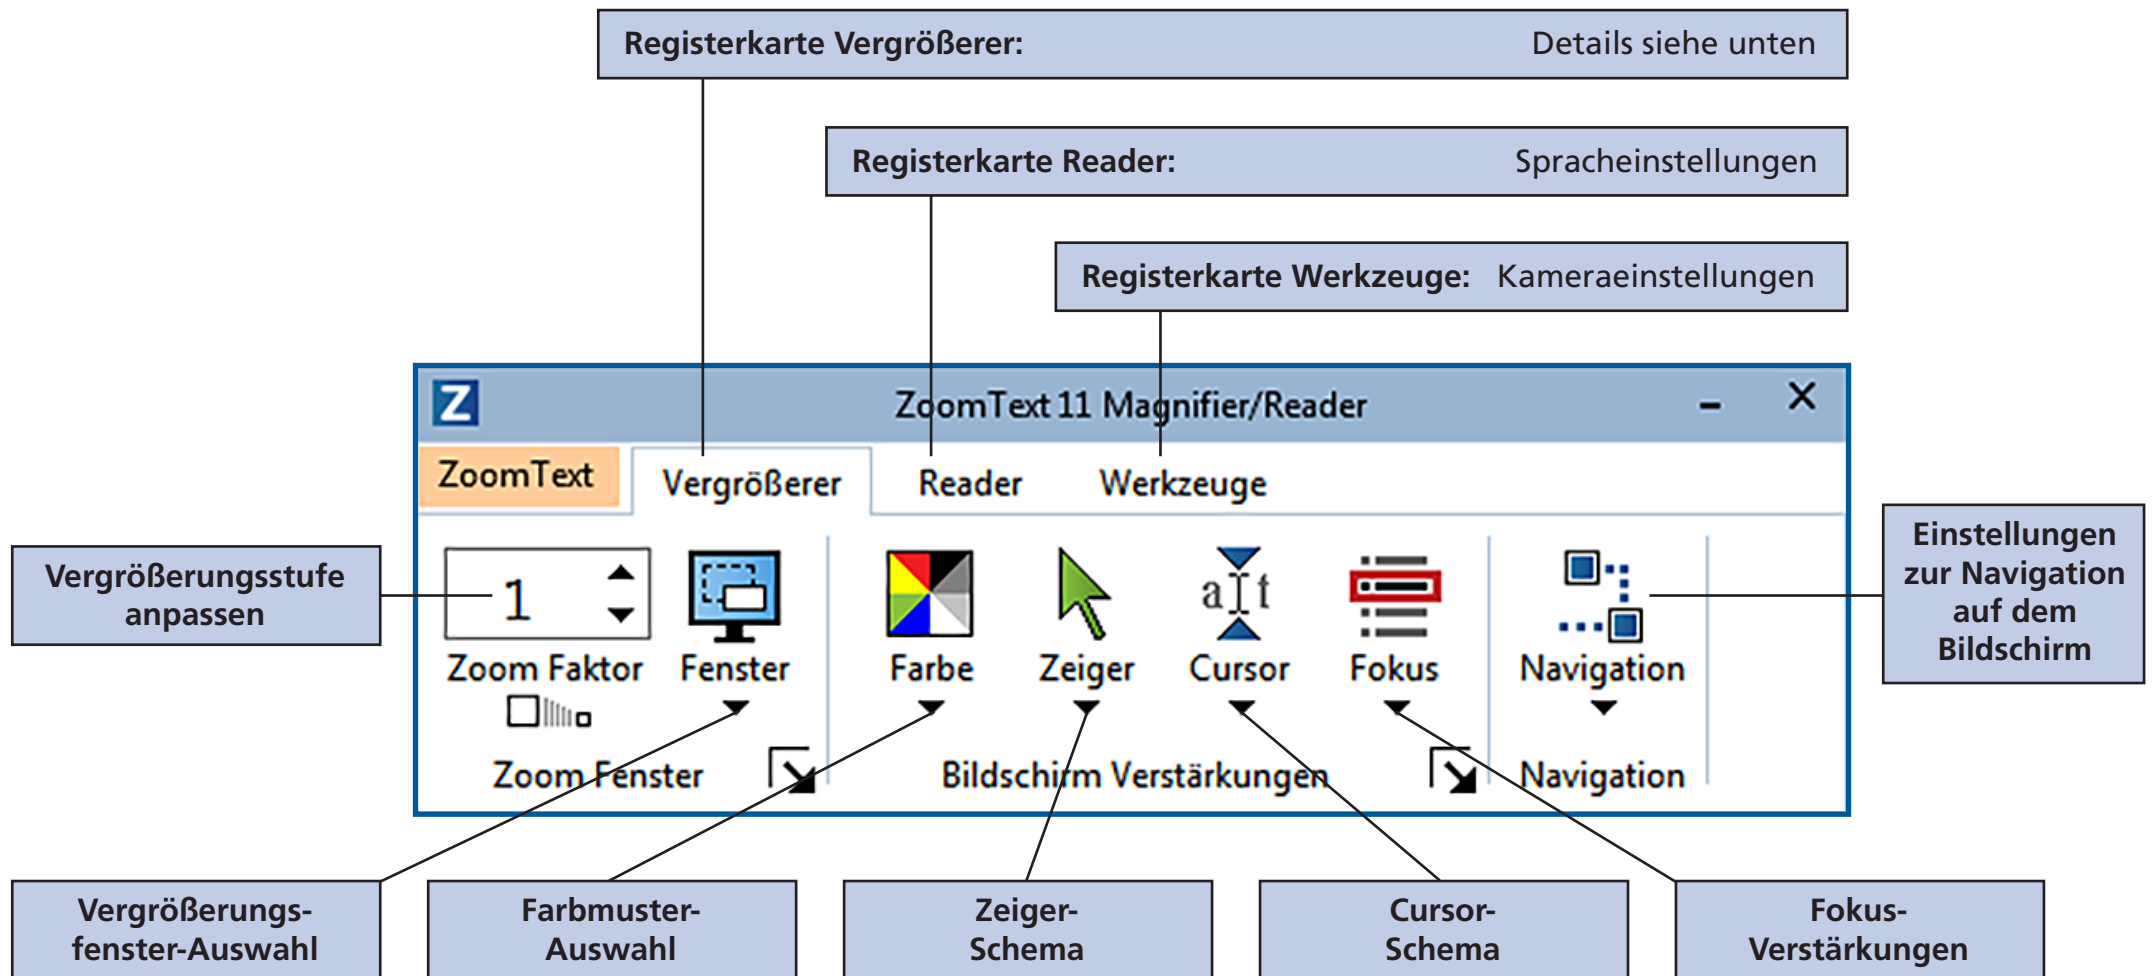 Registerkarte Vergrößerer: Details siehe unten
Registerkarte Reader: Spracheinstellungen
Registerkarte Werkzeuge: Kameraeinstellungen
Z
ZoomText 11 Magnifier/Reader
ZoomText Vergrößerer Reader Werkzeuge
Vergrößerungsstufe
anpassen
1
a t
Zoom Faktor Fenster Farbe Zeiger Cursor Fokus Navigation
Zoom Fenster Bildschirm Verstärkungen Navigation
Einstellungen
zur Navigation
auf dem
Bildschirm
Vergrößerungs-
fenster-Auswahl
Farbmuster-
Auswahl
Zeiger-
Schema
Cursor-
Schema
Fokus-
Verstärkungen